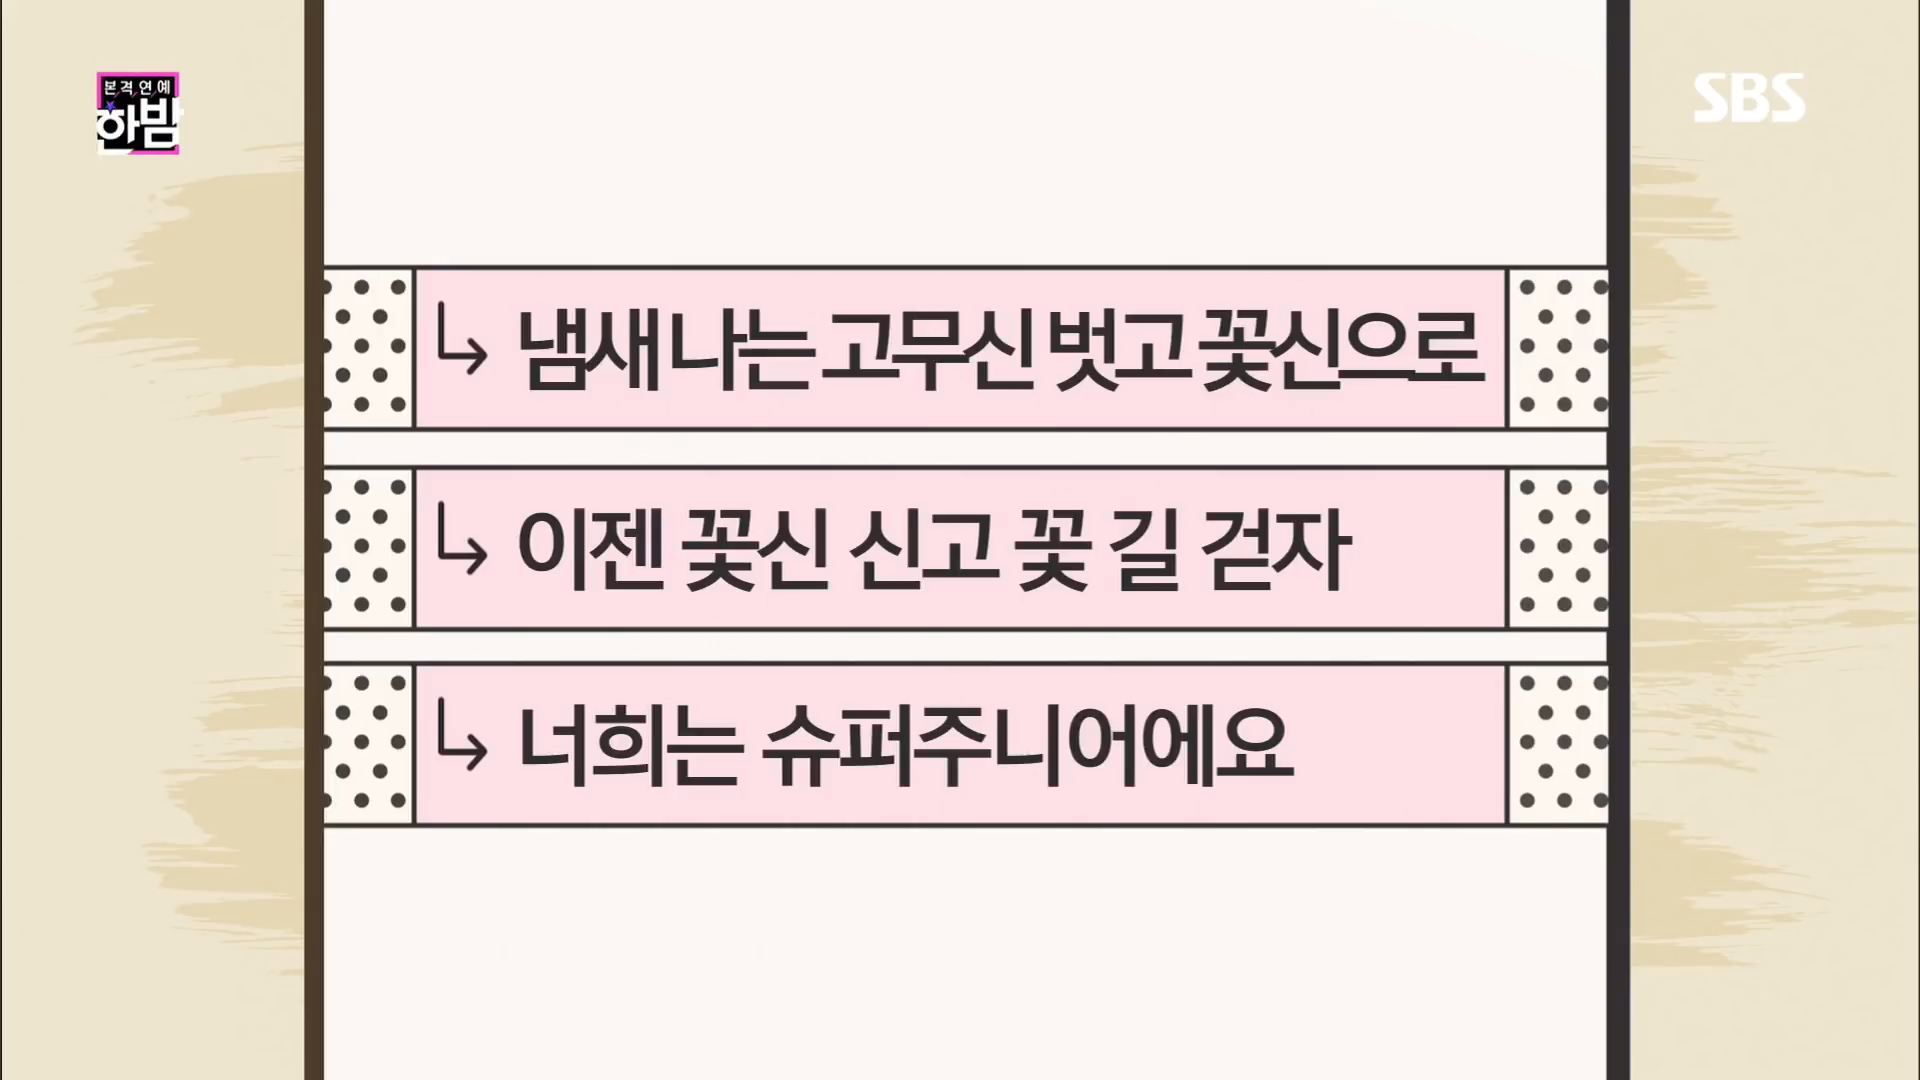 본격연예
한밤
SBS
냄새 나는 고무신 벗고 꽃신으로
이젠 꽃신 신고 꽃 길 걷자
너희는 슈퍼주니어에요